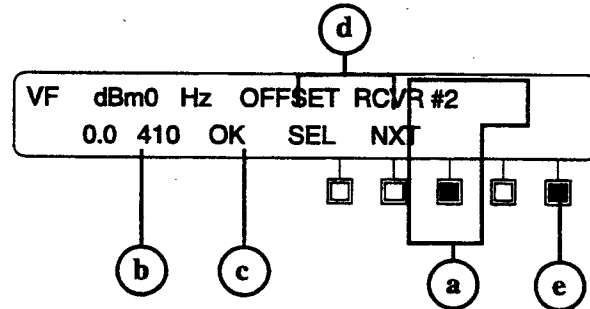 d
VF dBm0 Hz OFFSET RCVR #2
0.0 410 OK SEL NXT
b c a e